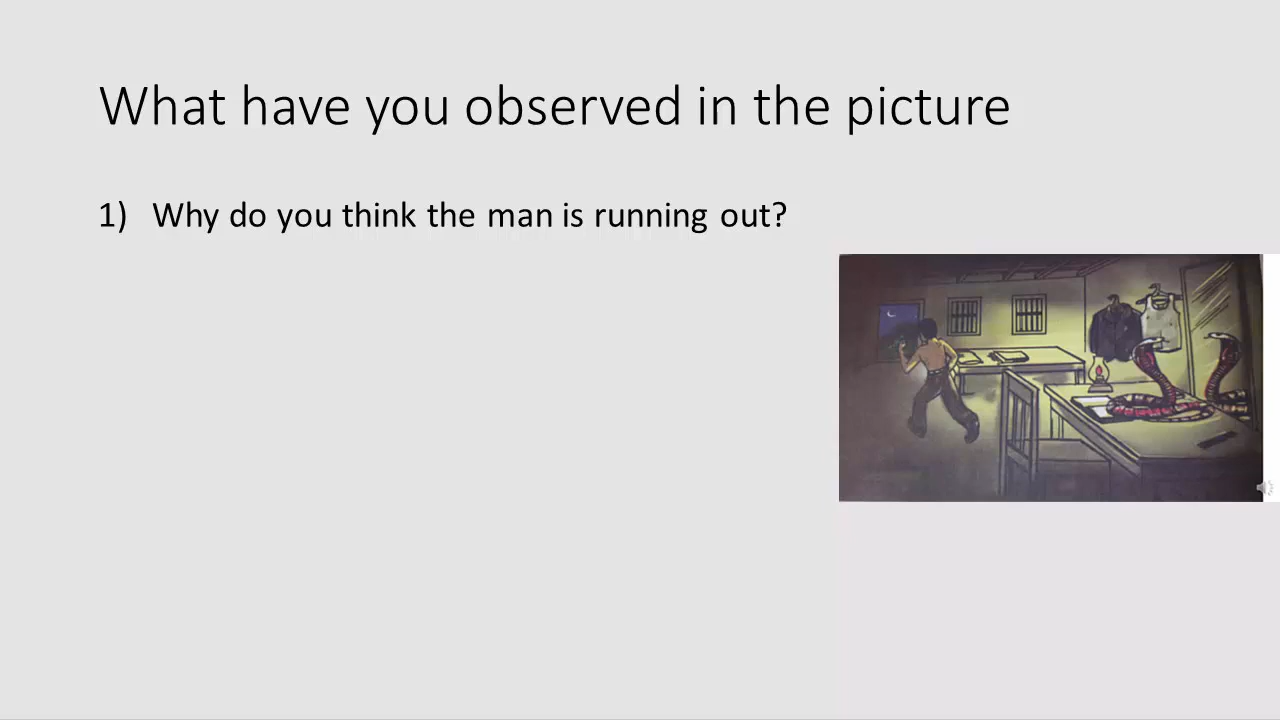 What have you observed in the picture
1) Why do you think the man is running out?